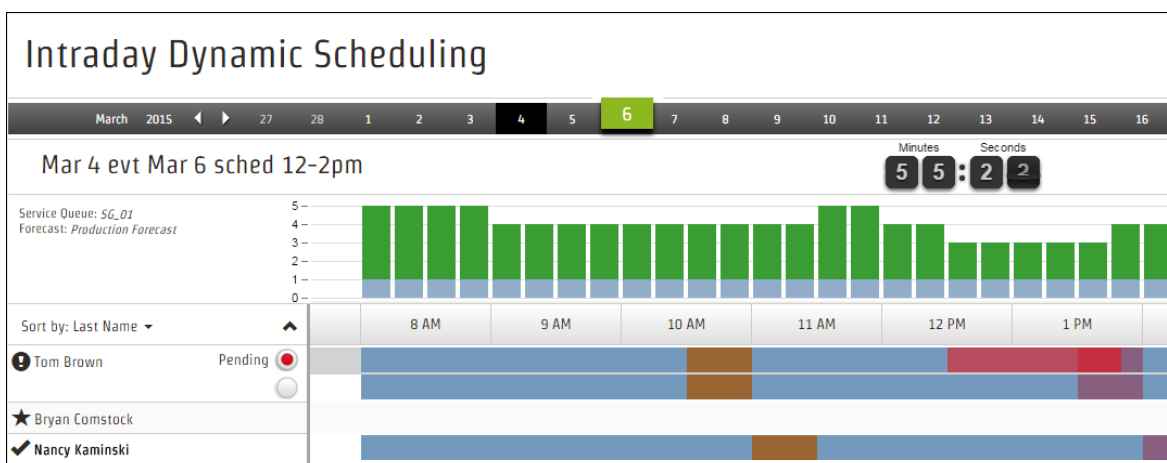 Intraday Dynamic Scheduling
March 2015 27 28 1 2 3 4 5 6 7 8 9 10 11 12 13 14 15 16
Mar 4 evt Mar 6 sched 12-2pm
Minutes Seconds
5 5 : 2 2
Service Queue: SG_01
Forecast: Production Forecast
5
4
3
2
1
0
Sort by: Last Name
8 AM 9 AM 10 AM 11 AM 12 PM 1 PM
Tom Brown Pending
Bryan Comstock
Nancy Kaminski